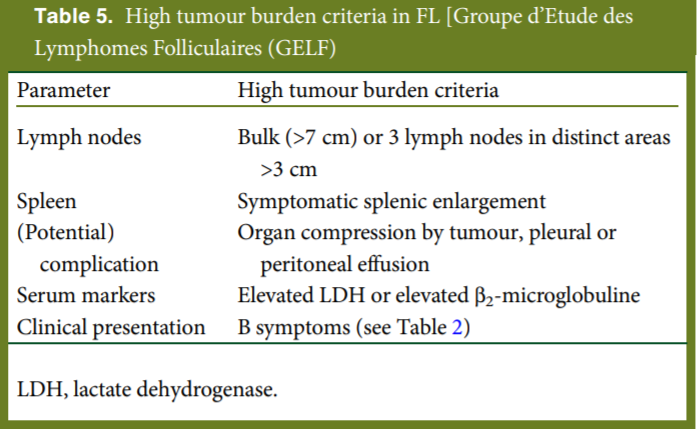 Table 5. High tumour burden criteria in FL [Groupe d’Etude des
Lymphomes Folliculaires (GELF)
Parameter High tumour burden criteria
Lymph nodes Bulk (>7 cm) or 3 lymph nodes in distinct areas
>3 cm
Spleen Symptomatic splenic enlargement
(Potential) Organ compression by tumour, pleural or
complication peritoneal effusion
Serum markers Elevated LDH or elevated β₂-microglobuline
Clinical presentation B symptoms (see Table 2)
LDH, lactate dehydrogenase.